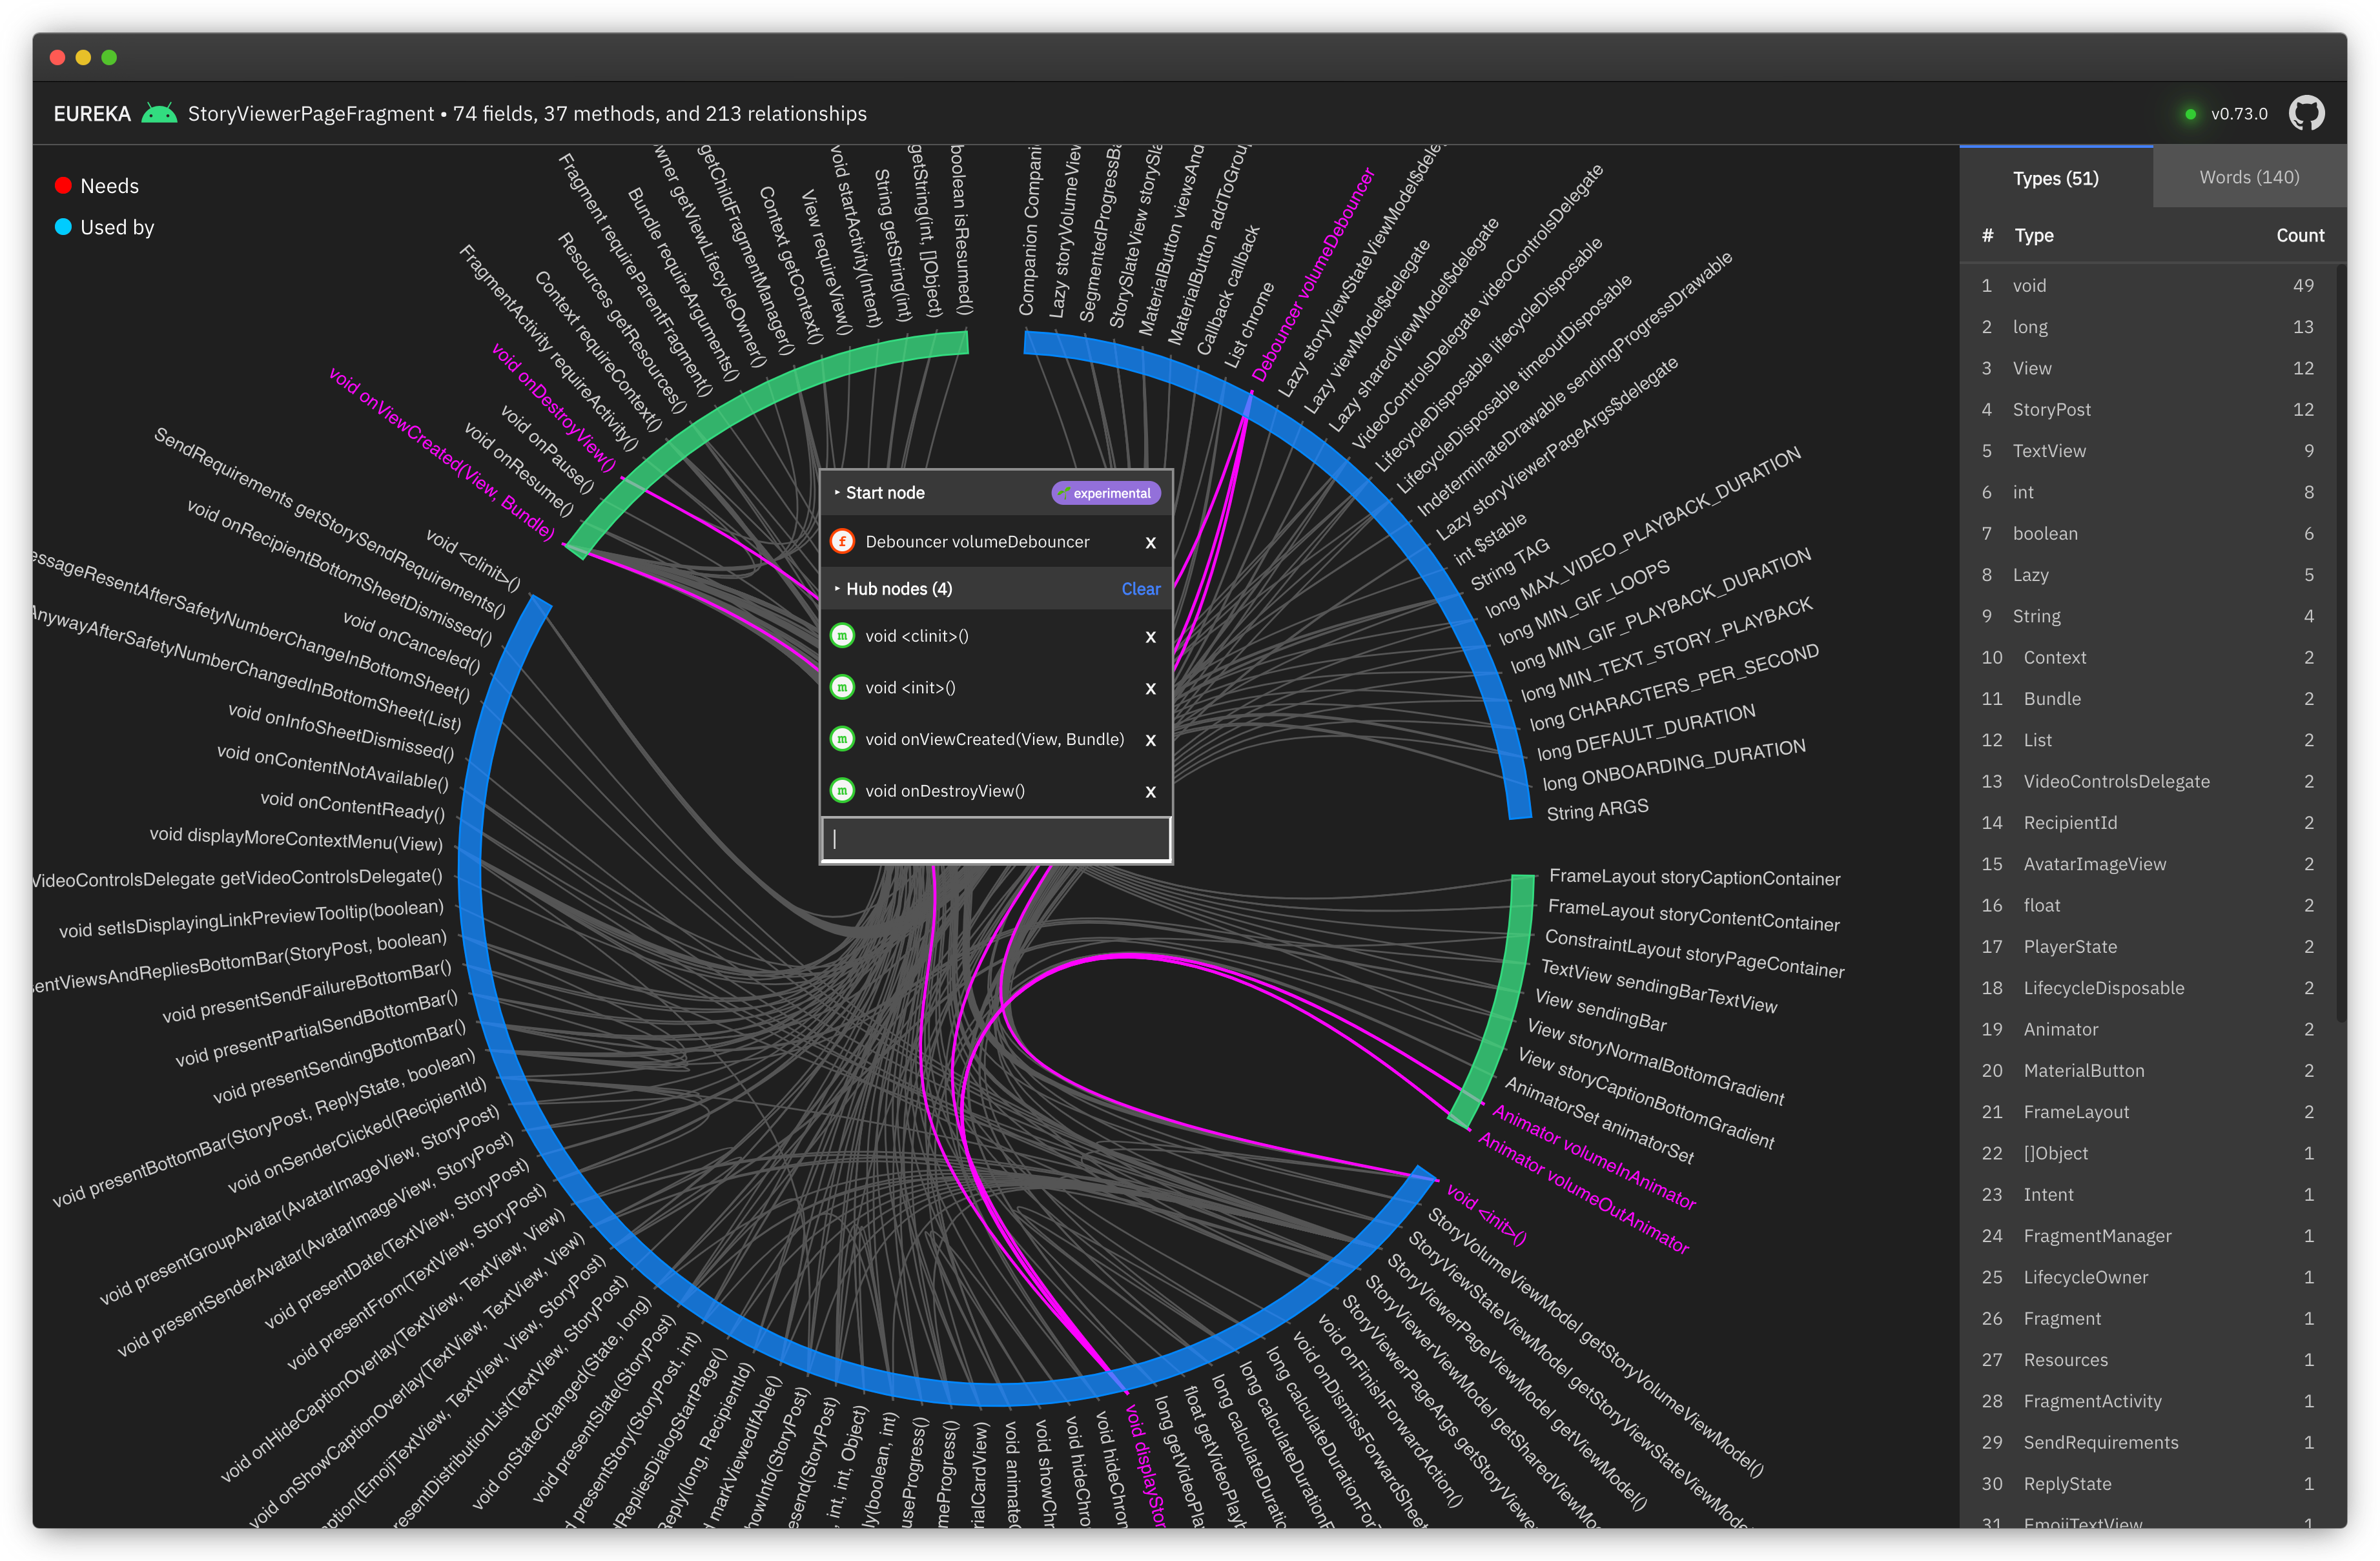 EUREKA StoryViewerPageFragment • 74 fields, 37 methods, and 213 relationships
v0.73.0
Needs
Used by
void <clinit>()
SendRequirements getStorySendRequirements()
void onRecipientBottomSheetDismissed()
void onCanceled()
essageResentAfterSafetyNumberChangeInBottomSheet()
AnywayAfterSafetyNumberChangedInBottomSheet(List)
void onInfoSheetDismissed()
void onContentNotAvailable()
void onContentReady()
void displayMoreContextMenu(View)
VideoControlsDelegate getVideoControlsDelegate()
void setIsDisplayingLinkPreviewTooltip(boolean)
sentViewsAndRepliesBottomBar(StoryPost, boolean)
void presentSendFailureBottomBar()
void presentPartialSendBottomBar()
void presentSendingBottomBar()
void presentBottomBar(StoryPost, ReplyState, boolean)
void onSenderClicked(RecipientId)
void presentGroupAvatar(AvatarImageView, StoryPost)
void presentSenderAvatar(AvatarImageView, StoryPost)
void presentDate(TextView, StoryPost)
void presentFrom(TextView, StoryPost)
void onHideCaptionOverlay(TextView, TextView, View)
void onShowCaptionOverlay(TextView, TextView, View)
ption(EmojiTextView, TextView, View, StoryPost)
resentDistributionList(TextView, StoryPost)
void onStateChanged(State, long)
void presentState(StoryPost)
d presentStory(StoryPost, int)
dRepliesDialogStartPage()
Reply(long, RecipientId)
d markViewedIfAble()
howInfo(StoryPost)
esend(StoryPost)
, int, int, Object)
ly(boolean, int)
useProgress()
meProgress()
rialCardView)
void animate(
void showChr
void hideChro
void hideChron
void displayStor
long getVideoPla
float getVideoPlayb
long calculateDuratio
long calculateDurationF
long calculateDurationFor
void onDismissForwardSheet
void onFinishForwardAction()
StoryViewerPageArgs getStoryViewe
StoryViewerViewModel getSharedViewMo
StoryViewerPageViewModel getViewModel()
StoryViewStateViewModel getStoryViewStateViewMode
StoryVolumeViewModel getStoryVolumeViewModel()
void <init>()
void onViewCreated(View, Bundle)
void onResume()
void onPause()
void onDestroyView()
FragmentActivity requireActivity()
Context requireContext()
Resources getResources()
Fragment requireParentFragment()
Bundle requireArguments()
wner getViewLifecycleOwner()
getChildFragmentManager()
Context getContext()
View requireView()
void startActivity(Intent)
String getString(int)
getString(int, []Object)
boolean isResumed()
Companion Compani
Lazy storyVolumeView
SegmentedProgressBa
StorySlateView storySla
MaterialButton viewsAnd
MaterialButton addToGroup
Callback callback
List chrome
Debouncer volumeDebouncer
Lazy storyViewStateViewModel$dele
Lazy viewModel$delegate
Lazy sharedViewModel$delegate
VideoControlsDelegate videoControlsDelegate
LifecycleDisposable lifecycleDisposable
LifecycleDisposable timeoutDisposable
IndeterminateDrawable sendingProgressDrawable
Lazy storyViewerPageArgs$delegate
int $stable
String TAG
long MAX_VIDEO_PLAYBACK_DURATION
long MIN_GIF_LOOPS
long MIN_GIF_PLAYBACK_DURATION
long MIN_TEXT_STORY_PLAYBACK
long CHARACTERS_PER_SECOND
long DEFAULT_DURATION
long ONBOARDING_DURATION
String ARGS
FrameLayout storyCaptionContainer
FrameLayout storyContentContainer
ConstraintLayout storyPageContainer
TextView sendingBarTextView
View sendingBar
View storyNormalBottomGradient
View storyCaptionBottomGradient
AnimatorSet animatorSet
Animator volumeInAnimator
Animator volumeOutAnimator
Start node experimental
f Debouncer volumeDebouncer x
Hub nodes (4) Clear
m void <clinit>() x
m void <init>() x
m void onViewCreated(View, Bundle) x
m void onDestroyView() x
Types (51) Words (140)
# Type Count
1 void 49
2 long 13
3 View 12
4 StoryPost 12
5 TextView 9
6 int 8
7 boolean 6
8 Lazy 5
9 String 4
10 Context 2
11 Bundle 2
12 List 2
13 VideoControlsDelegate 2
14 RecipientId 2
15 AvatarImageView 2
16 float 2
17 PlayerState 2
18 LifecycleDisposable 2
19 Animator 2
20 MaterialButton 2
21 FrameLayout 2
22 []Object 1
23 Intent 1
24 FragmentManager 1
25 LifecycleOwner 1
26 Fragment 1
27 Resources 1
28 FragmentActivity 1
29 SendRequirements 1
30 ReplyState 1
31 EmojiTextView 1